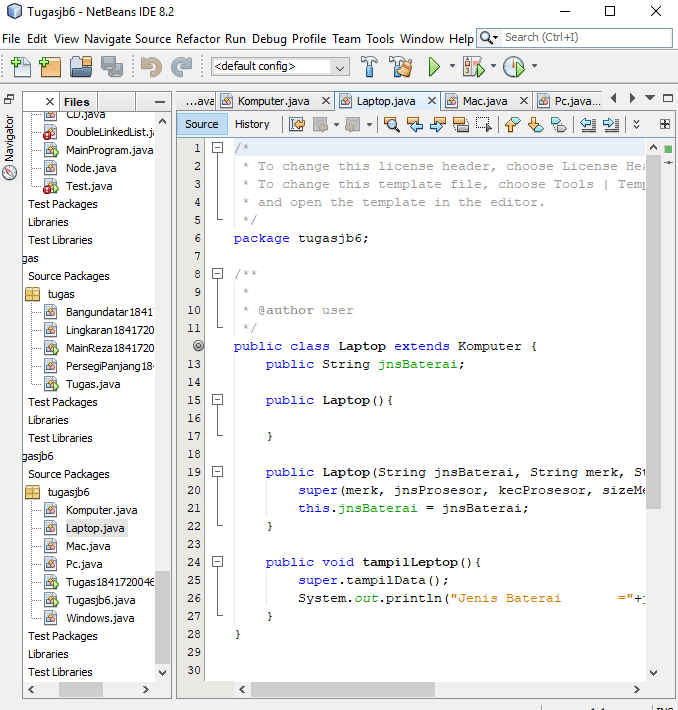 Tugasjb6 - NetBeans IDE 8.2
File Edit View Navigate Source Refactor Run Debug Profile Team Tools Window Help Search (Ctrl+I)
<default config>
Files
...ava Komputer.java Laptop.java Mac.java Pc.java...
Navigator
Source History
CD.java
DoubleLinkedList.ja
MainProgram.java
Node.java
Test.java
Test Packages
Libraries
Test Libraries
gas
Source Packages
tugas
Bangundatar1841
Lingkaran1841720
MainReza1841720
PersegiPanjang184
Tugas.java
Test Packages
Libraries
Test Libraries
gasjb6
Source Packages
tugasjb6
Komputer.java
Laptop.java
Mac.java
Pc.java
Tugas1841720046
Tugasjb6.java
Windows.java
Test Packages
Libraries
Test Libraries
1 /*
2 * To change this license header, choose License Hea
3 * To change this template file, choose Tools | Temp
4 * and open the template in the editor.
5 */
6 package tugasjb6;
7
8 /**
9 *
10 * @author user
11 */
public class Laptop extends Komputer {
13 public String jnsBaterai;
14
15 public Laptop(){
16
17 }
18
19 public Laptop(String jnsBaterai, String merk, St
20 super(merk, jnsProsesor, kecProsesor, sizeMe
21 this.jnsBaterai = jnsBaterai;
22 }
23
24 public void tampilLeptop(){
25 super.tampilData();
26 System.out.println("Jenis Baterai ="+j
27 }
28 }
29
30